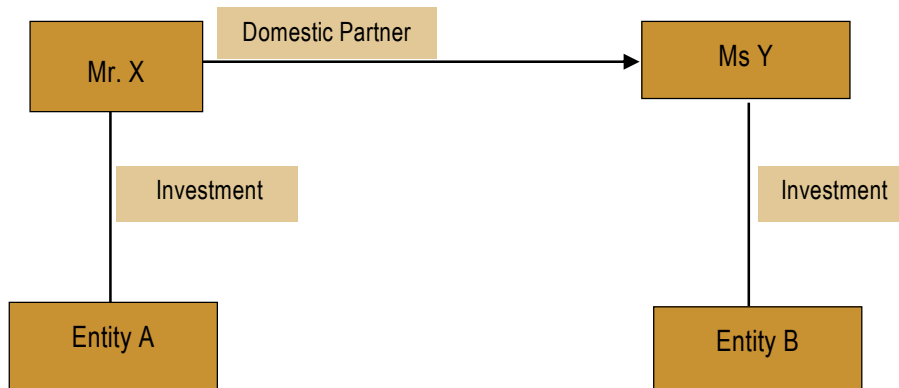 Domestic Partner
Mr. X
Ms Y
Investment
Investment
Entity A
Entity B